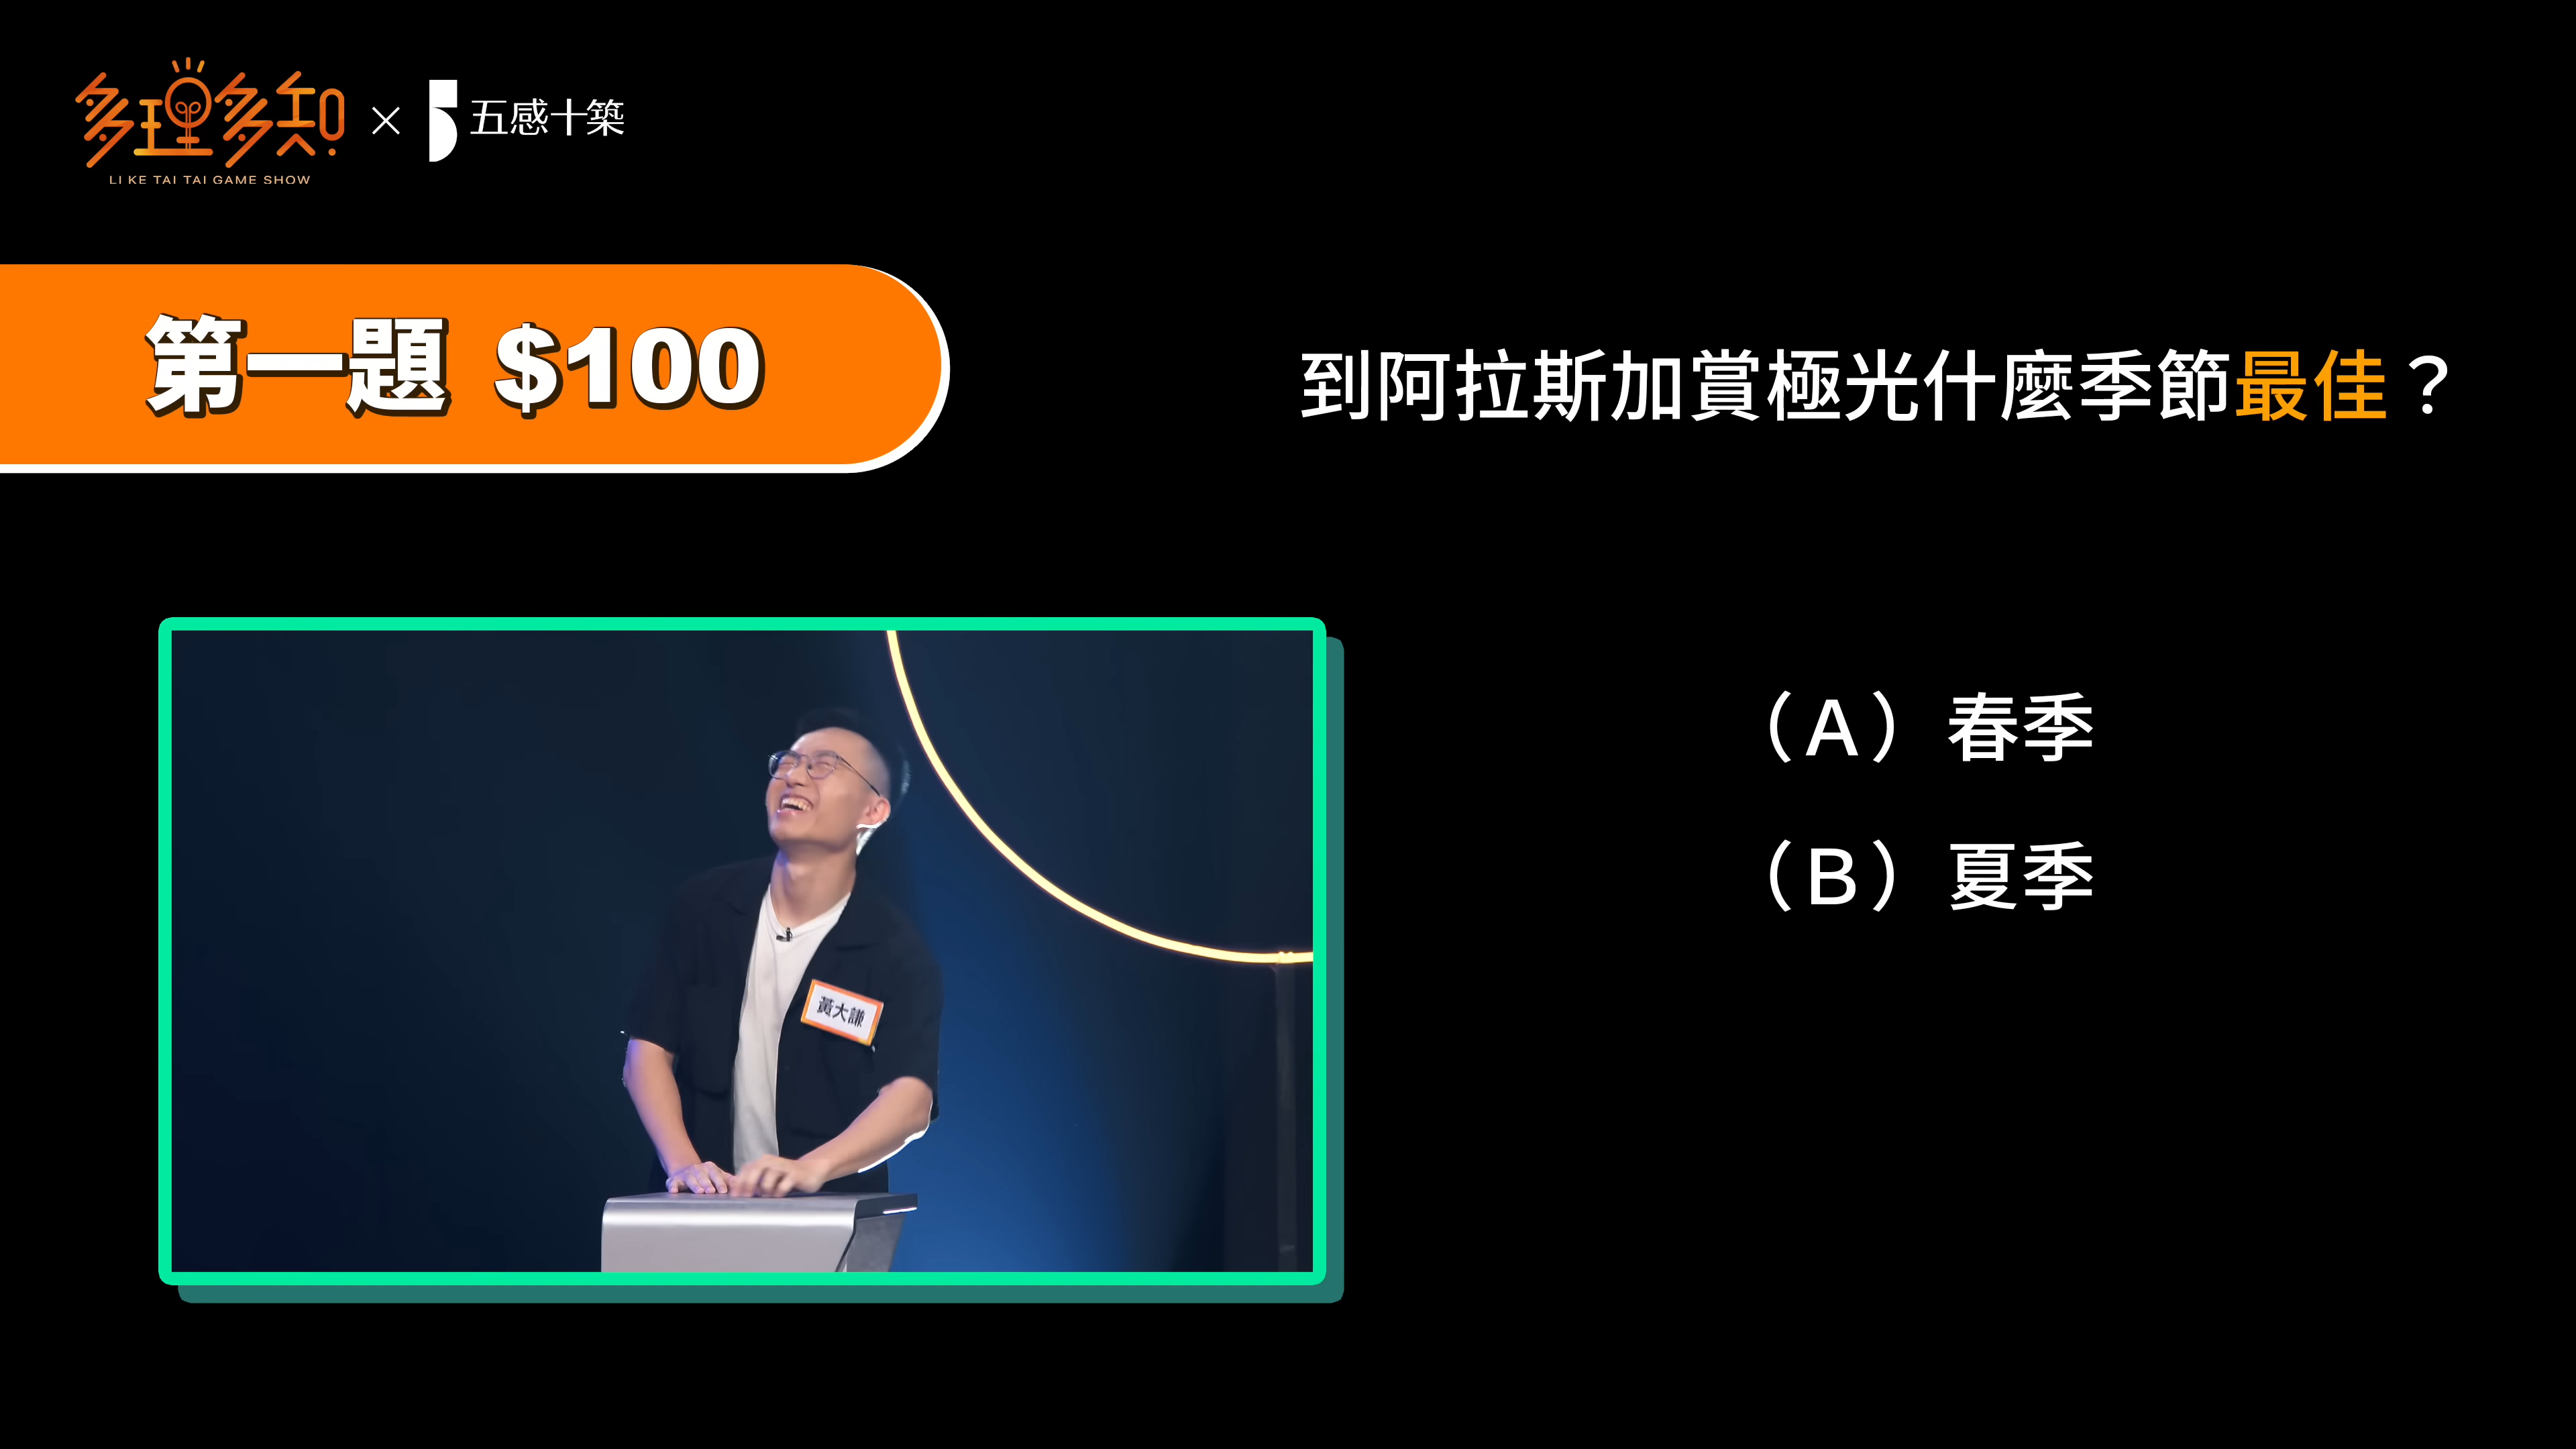 多理多知
LI KE TAI TAI GAME SHOW
× 五感十築
第一題 $100
到阿拉斯加賞極光什麼季節最佳？
黃大謙
（A）春季
（B）夏季